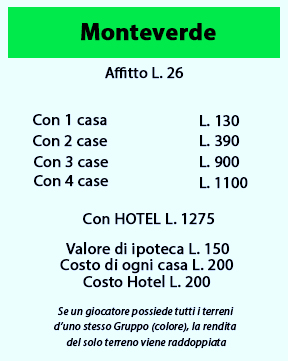 Monteverde
Affitto L. 26
Con 1 casa L. 130
Con 2 case L. 390
Con 3 case L. 900
Con 4 case L. 1100
Con HOTEL L. 1275
Valore di ipoteca L. 150
Costo di ogni casa L. 200
Costo Hotel L. 200
Se un giocatore possiede tutti i terreni
d'uno stesso Gruppo (colore), la rendita
del solo terreno viene raddoppiata